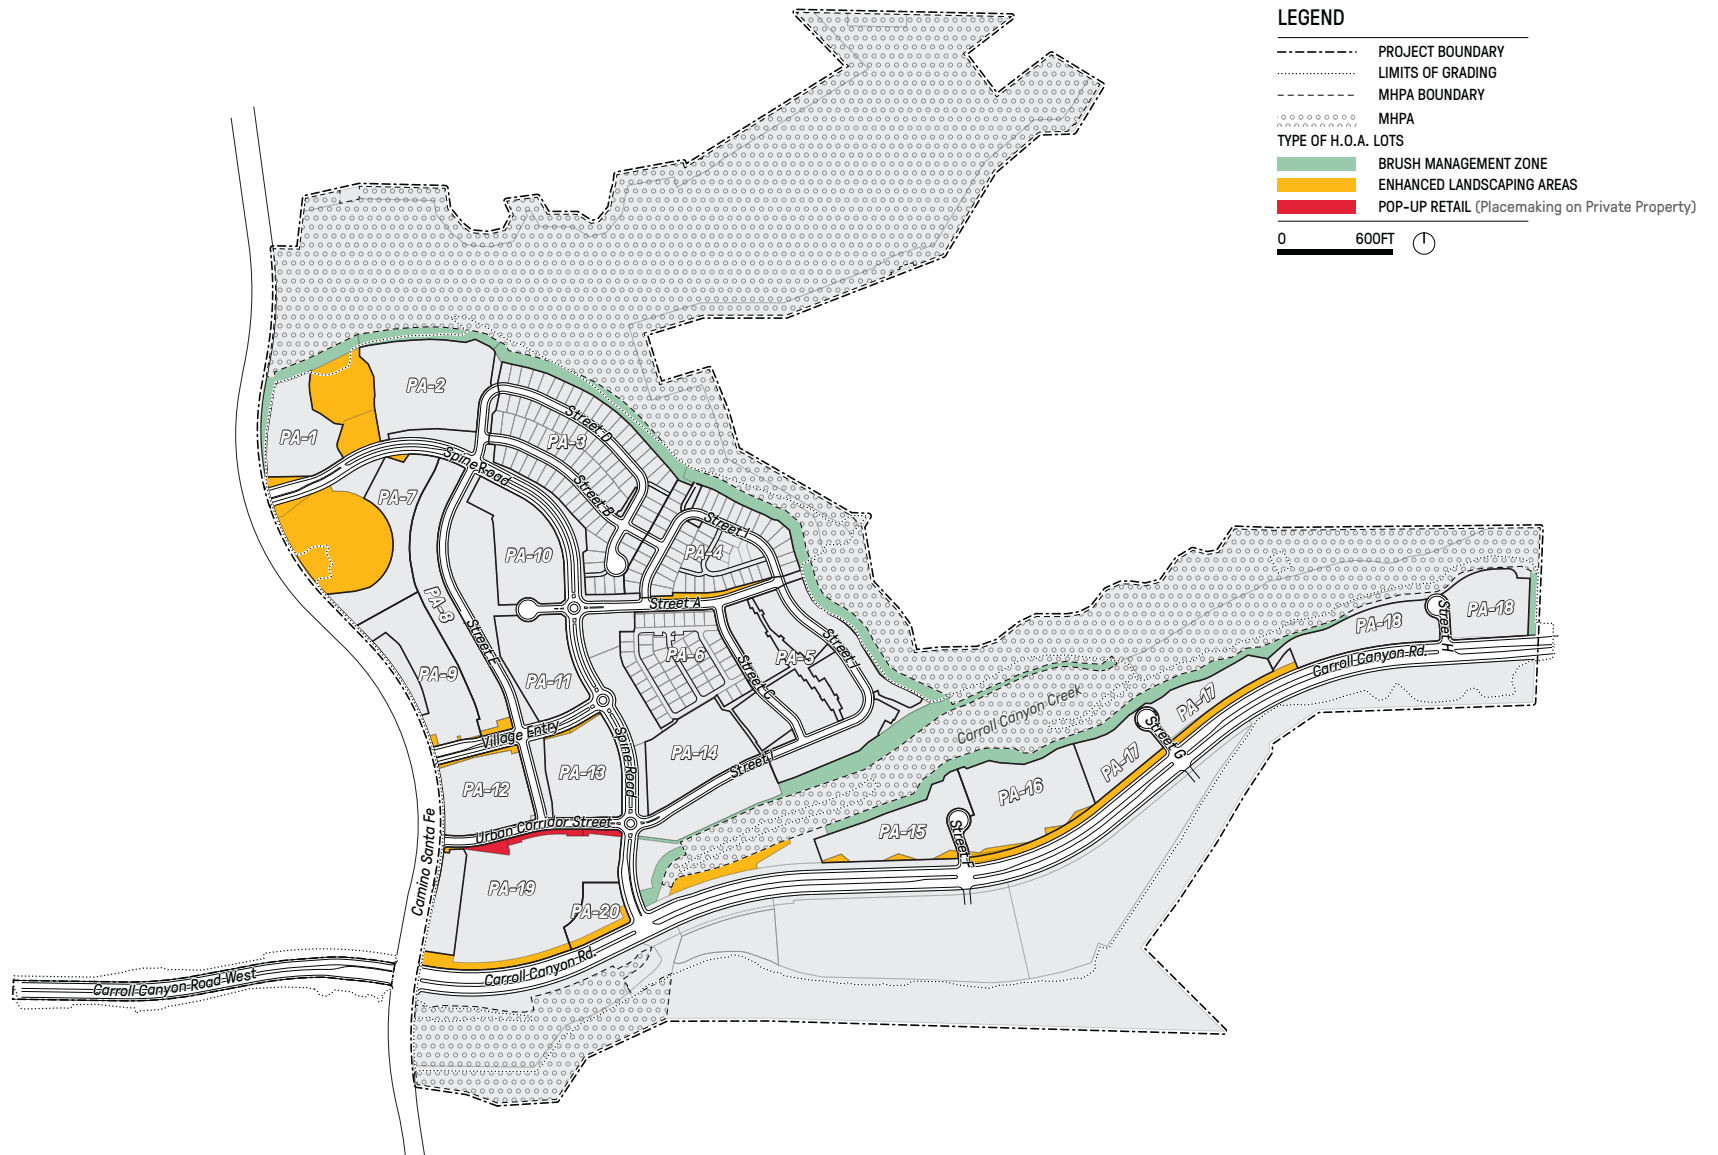 LEGEND
PROJECT BOUNDARY
LIMITS OF GRADING
MHPA BOUNDARY
MHPA
TYPE OF H.O.A. LOTS
BRUSH MANAGEMENT ZONE
ENHANCED LANDSCAPING AREAS
POP-UP RETAIL (Placemaking on Private Property)
0 600FT
PA-2
PA-1
Street D
PA-3
Spine Road
PA-7
Street B
Street J
PA-4
PA-10
PA-8
Street A
Street E
PA-6
PA-5
Street I
Street C
PA-9
PA-11
Village Entry
Spine Road
PA-14
Street I
PA-13
PA-12
Urban Corridor Street
Camino Santa Fe
PA-19
PA-20
Carroll Canyon Rd.
Carroll Canyon Road West
Carroll Canyon Creek
PA-15
Street F
PA-16
PA-17
Street G
PA-17
PA-18
Street H
PA-18
Carroll Canyon Rd.